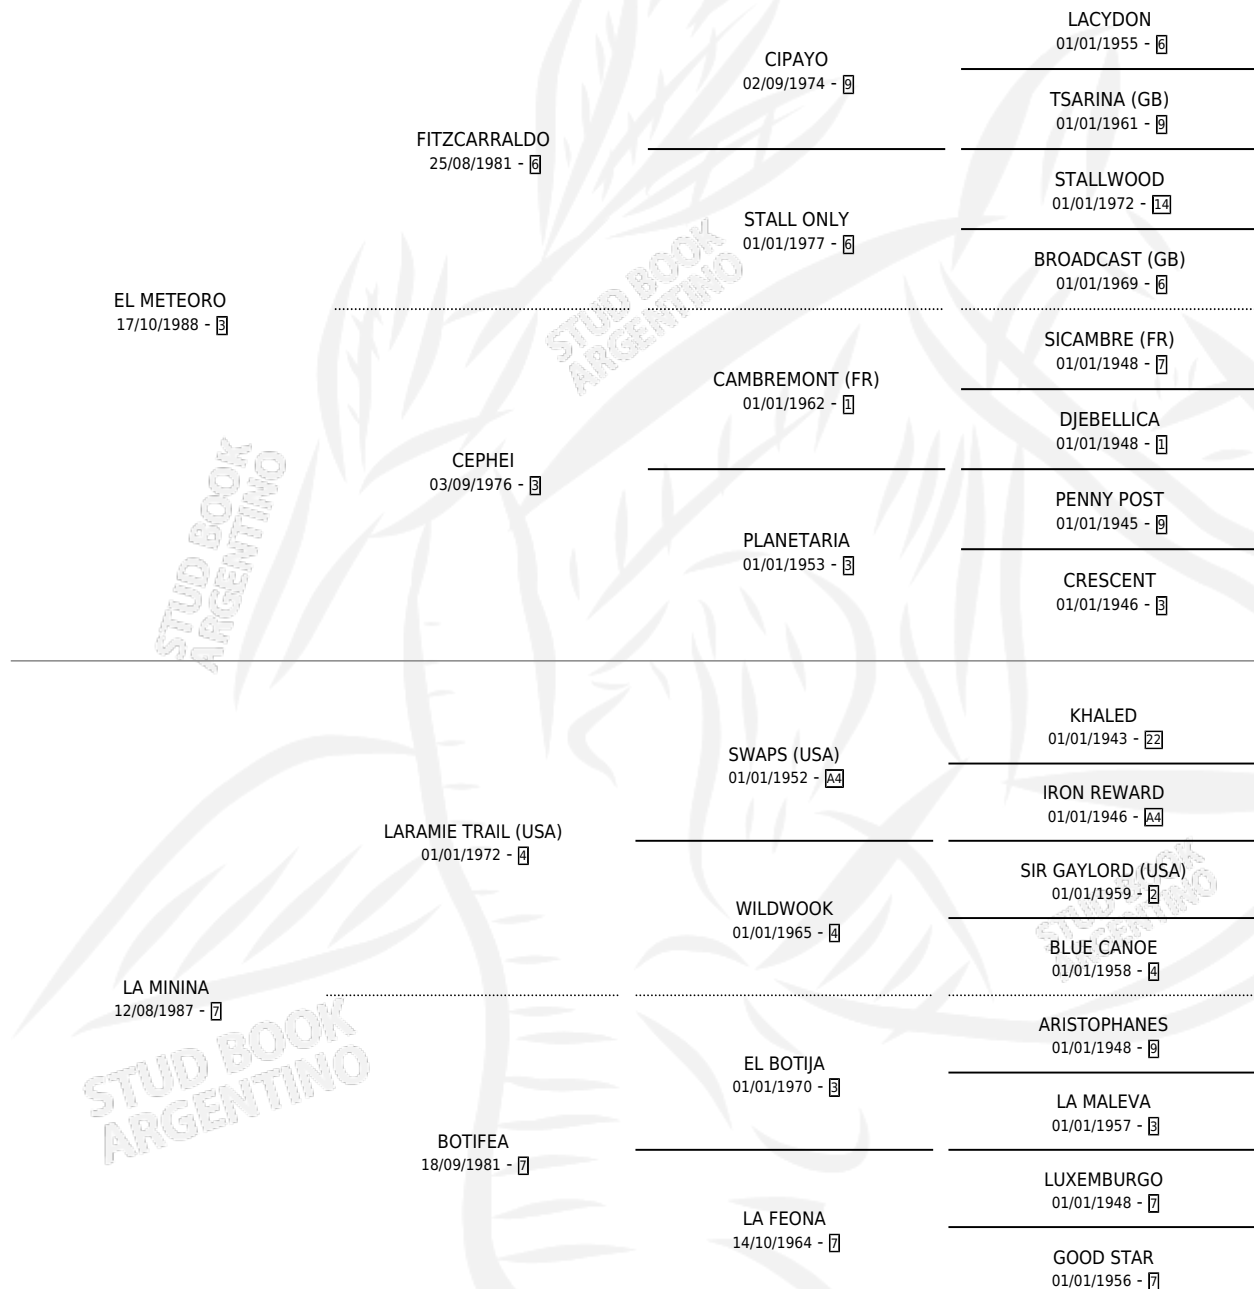 LACYDON
01/01/1955 - 6
CIPAYO
02/09/1974 - 9
TSARINA (GB)
01/01/1961 - 9
FITZCARRALDO
25/08/1981 - 6
STALLWOOD
01/01/1972 - 14
STALL ONLY
01/01/1977 - 6
BROADCAST (GB)
01/01/1969 - 6
EL METEORO
17/10/1988 - 3
STUD BOOK
ARGENTINO
SICAMBRE (FR)
01/01/1948 - 7
CAMBREMONT (FR)
01/01/1962 - 1
DJEBELLICA
01/01/1948 - 1
CEPHEI
03/09/1976 - 3
PENNY POST
01/01/1945 - 9
PLANETARIA
01/01/1953 - 3
CRESCENT
01/01/1946 - 3
STUD BOOK
ARGENTINO
KHALED
01/01/1943 - 22
SWAPS (USA)
01/01/1952 - A4
IRON REWARD
01/01/1946 - A4
LARAMIE TRAIL (USA)
01/01/1972 - 4
SIR GAYLORD (USA)
01/01/1959 - 2
STUD BOOK
ARGENTINO
WILDWOOK
01/01/1965 - 4
BLUE CANOE
01/01/1958 - 4
LA MININA
12/08/1987 - 7
STUD BOOK
ARGENTINO
ARISTOPHANES
01/01/1948 - 9
EL BOTIJA
01/01/1970 - 3
LA MALEVA
01/01/1957 - 3
BOTIFEA
18/09/1981 - 7
LUXEMBURGO
01/01/1948 - 7
LA FEONA
14/10/1964 - 7
GOOD STAR
01/01/1956 - 7